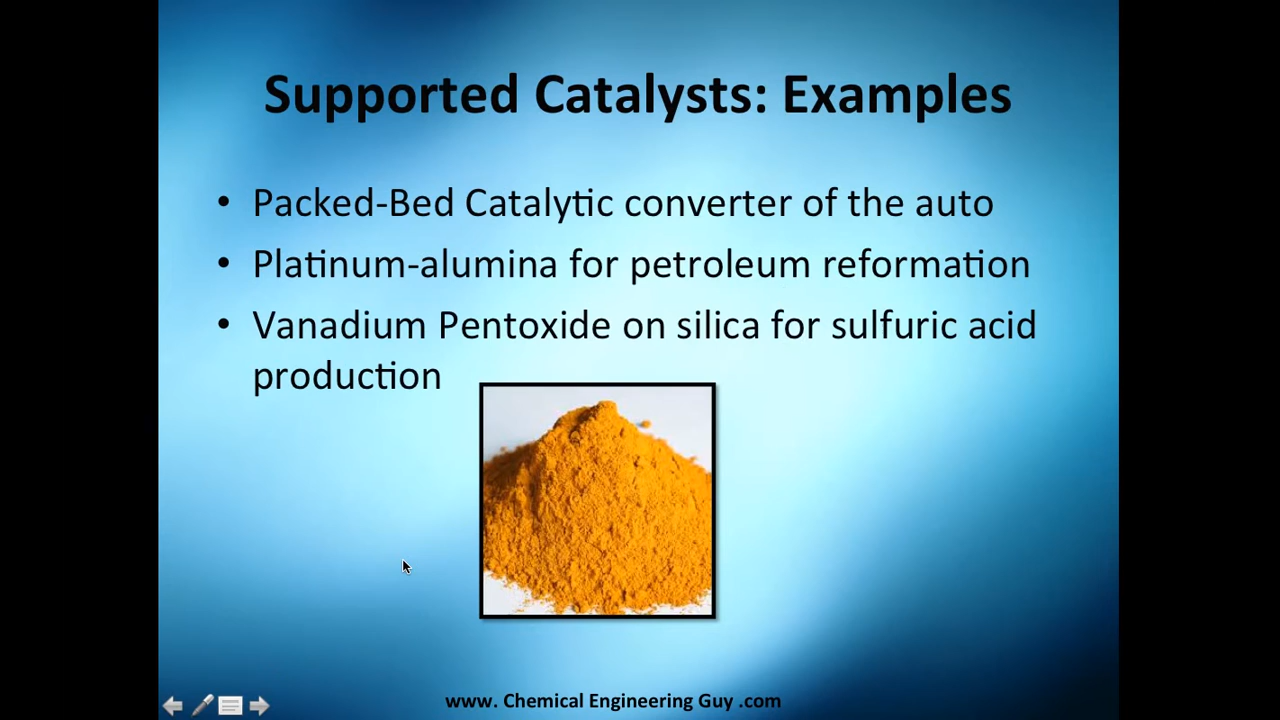 Supported Catalysts: Examples
• Packed-Bed Catalytic converter of the auto
• Platinum-alumina for petroleum reformation
• Vanadium Pentoxide on silica for sulfuric acid
production
www. Chemical Engineering Guy .com